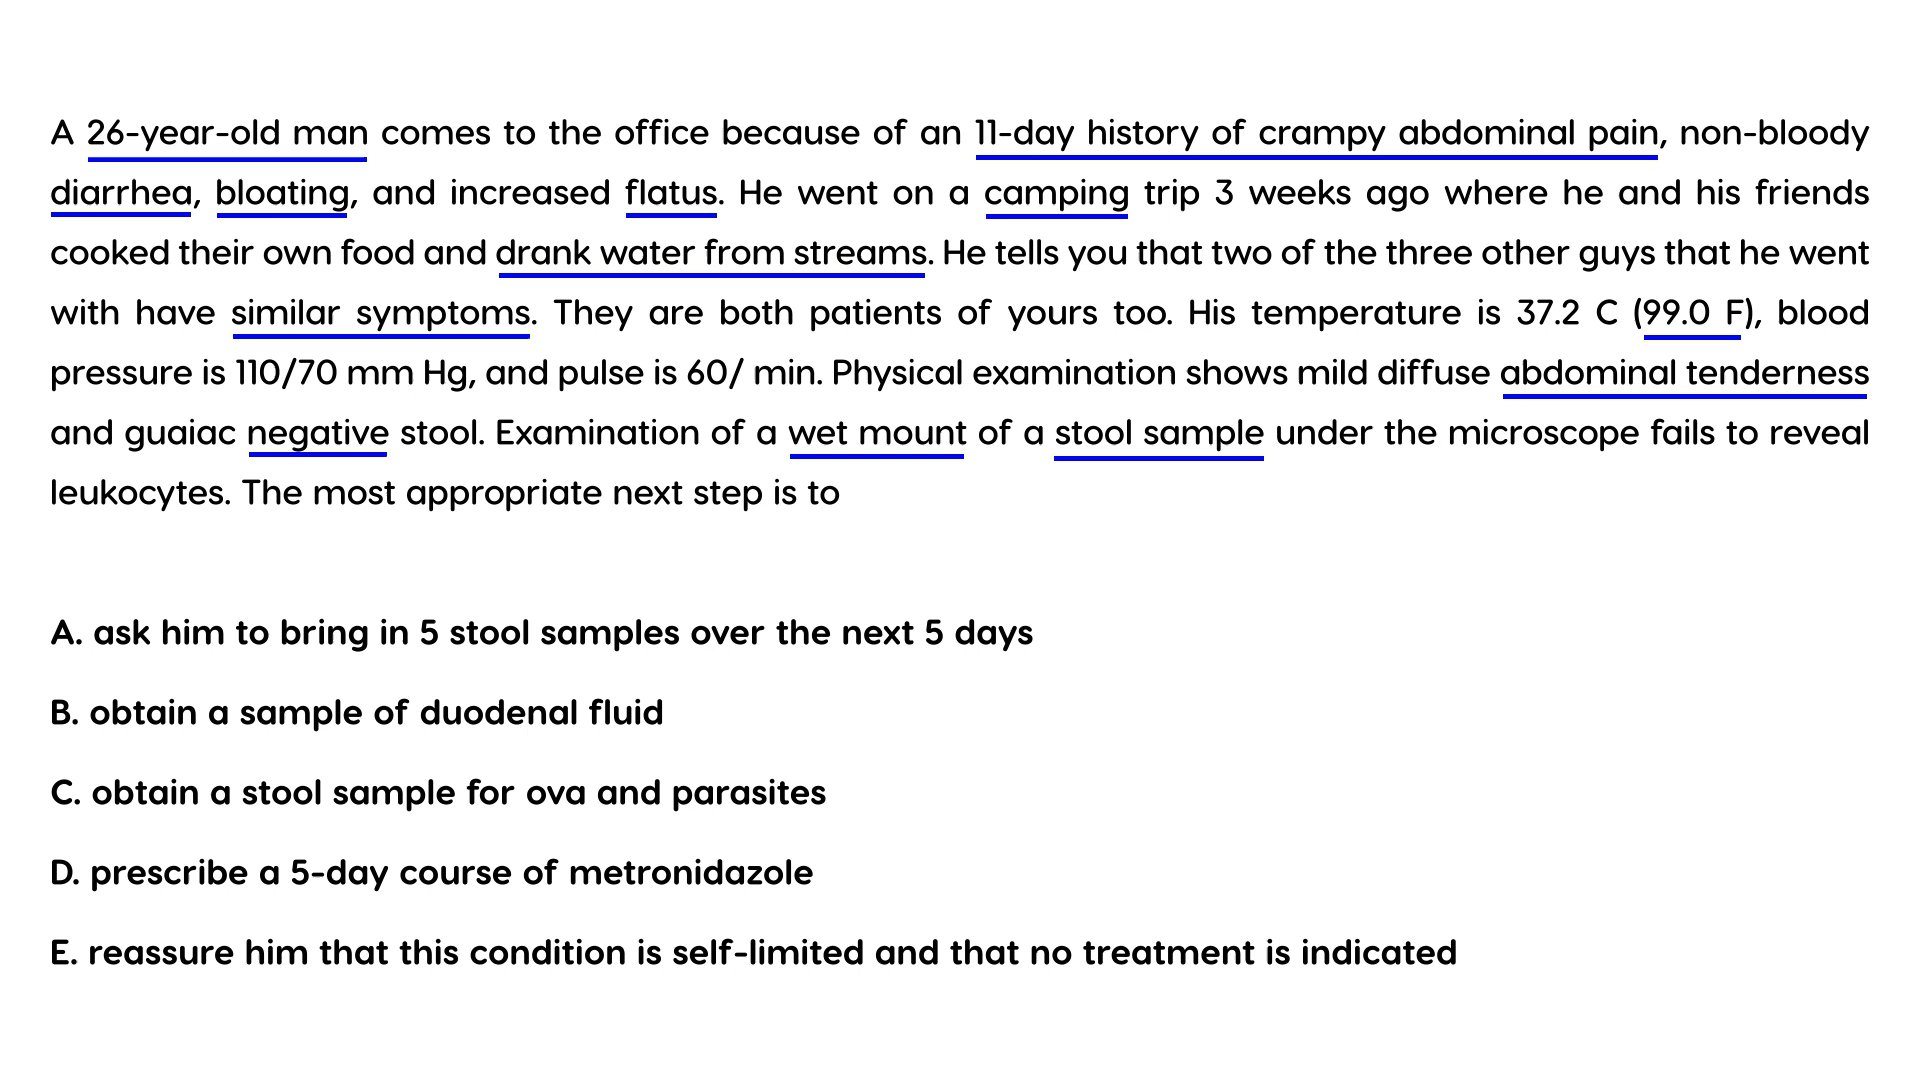 A 26-year-old man comes to the office because of an 11-day history of crampy abdominal pain, non-bloody
diarrhea, bloating, and increased flatus. He went on a camping trip 3 weeks ago where he and his friends
cooked their own food and drank water from streams. He tells you that two of the three other guys that he went
with have similar symptoms. They are both patients of yours too. His temperature is 37.2 C (99.0 F), blood
pressure is 110/70 mm Hg, and pulse is 60/ min. Physical examination shows mild diffuse abdominal tenderness
and guaiac negative stool. Examination of a wet mount of a stool sample under the microscope fails to reveal
leukocytes. The most appropriate next step is to
A. ask him to bring in 5 stool samples over the next 5 days
B. obtain a sample of duodenal fluid
C. obtain a stool sample for ova and parasites
D. prescribe a 5-day course of metronidazole
E. reassure him that this condition is self-limited and that no treatment is indicated